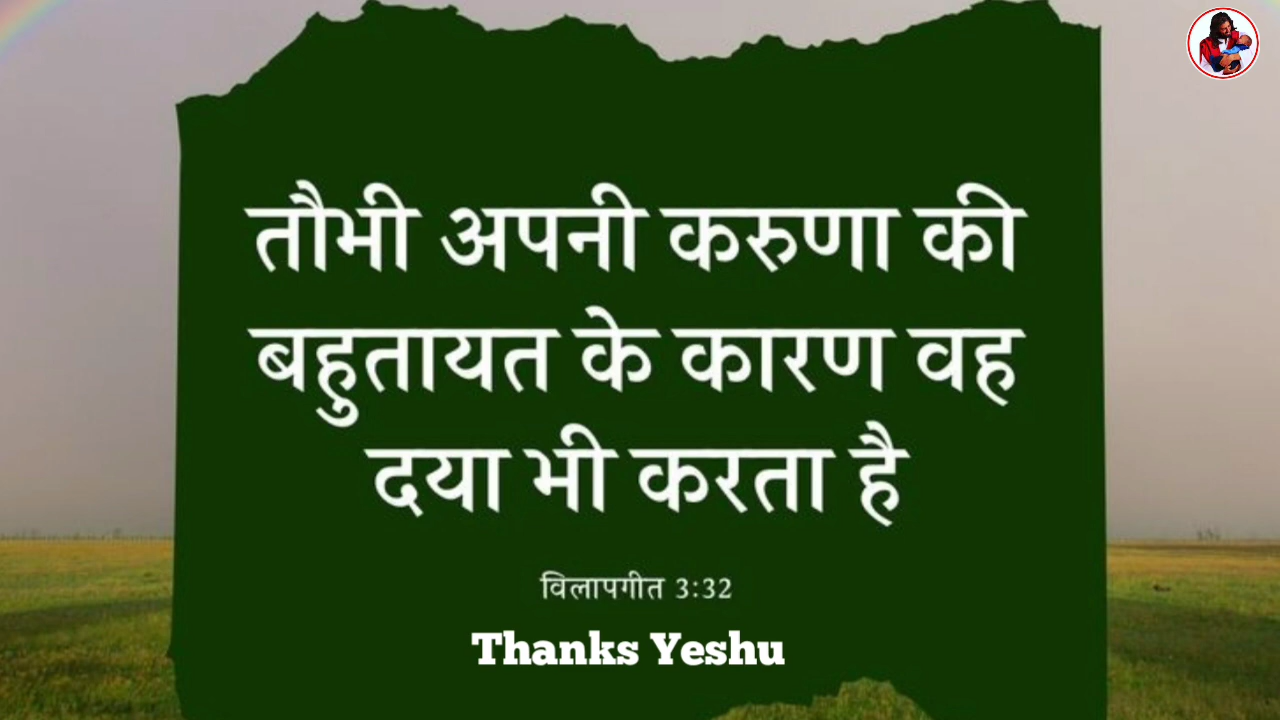 तौभी अपनी करुणा की
बहुतायत के कारण वह
दया भी करता है
विलापगीत 3:32
Thanks Yeshu